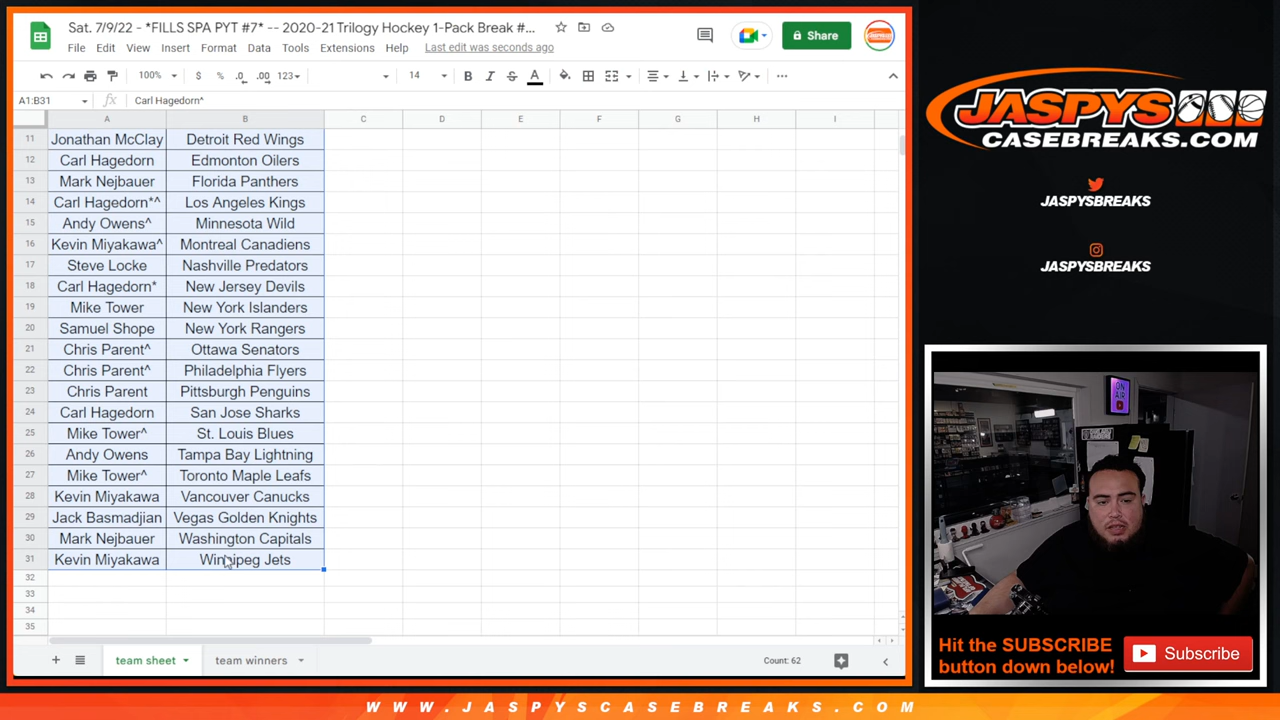 Sat. 7/9/22 - *FILLS SPA PYT #7* -- 2020-21 Trilogy Hockey 1-Pack Break #...
File Edit View Insert Format Data Tools Extensions Help Last edit was seconds ago
Share
100% $ % .0 .00 123 14 B I S A
A1:B31 fx Carl Hagedorn^
A B C D E F G H I
11 Jonathan McClay Detroit Red Wings
12 Carl Hagedorn Edmonton Oilers
13 Mark Nejbauer Florida Panthers
14 Carl Hagedorn*^ Los Angeles Kings
15 Andy Owens^ Minnesota Wild
16 Kevin Miyakawa^ Montreal Canadiens
17 Steve Locke Nashville Predators
18 Carl Hagedorn* New Jersey Devils
19 Mike Tower New York Islanders
20 Samuel Shope New York Rangers
21 Chris Parent^ Ottawa Senators
22 Chris Parent^ Philadelphia Flyers
23 Chris Parent Pittsburgh Penguins
24 Carl Hagedorn San Jose Sharks
25 Mike Tower^ St. Louis Blues
26 Andy Owens Tampa Bay Lightning
27 Mike Tower^ Toronto Maple Leafs
28 Kevin Miyakawa Vancouver Canucks
29 Jack Basmadjian Vegas Golden Knights
30 Mark Nejbauer Washington Capitals
31 Kevin Miyakawa Winnipeg Jets
32
33
34
35
team sheet team winners Count: 62
JASPYS
CASEBREAKS.COM
JASPYSBREAKS
JASPYSBREAKS
ON
AIR
Hit the SUBSCRIBE
button down below!
Subscribe
WWW.JASPYSCASEBREAKS.COM